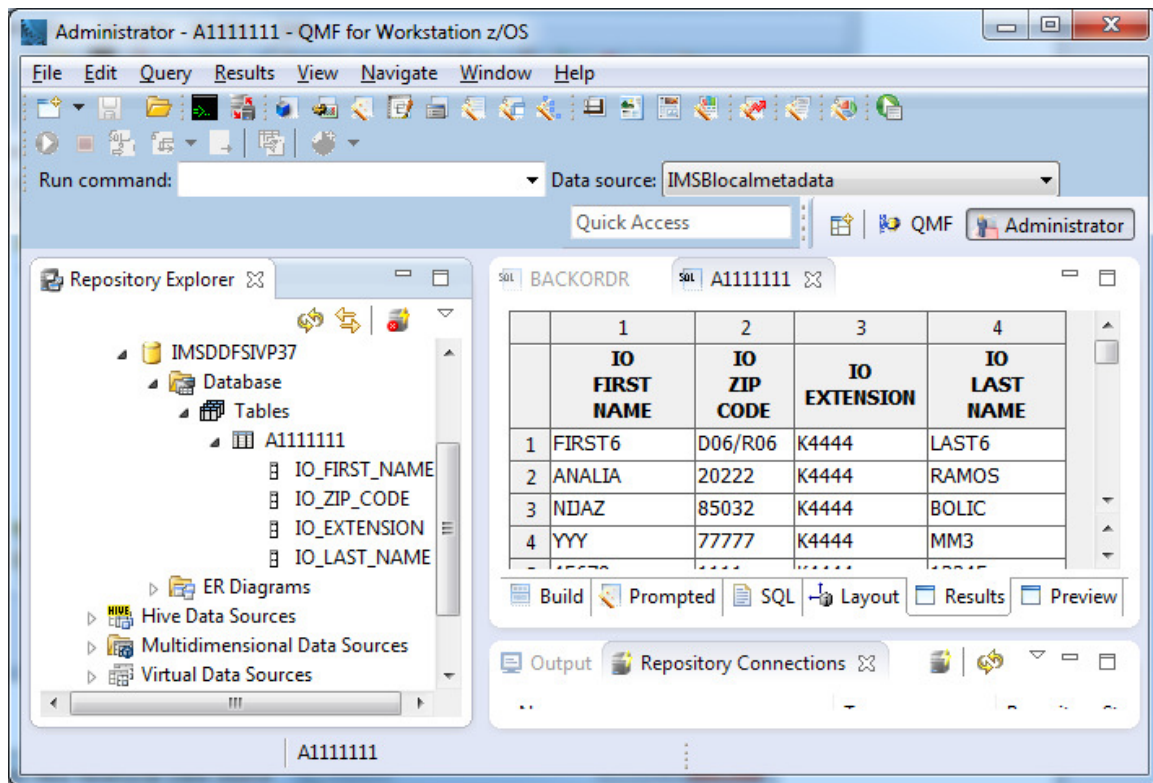 Administrator - A1111111 - QMF for Workstation z/OS
File Edit Query Results View Navigate Window Help
Run command: Data source: IMSBlocalmetadata
Quick Access QMF Administrator
Repository Explorer
IMSDDFSIVP37
Database
Tables
A1111111
IO_FIRST_NAME
IO_ZIP_CODE
IO_EXTENSION
IO_LAST_NAME
ER Diagrams
HIVE Hive Data Sources
Multidimensional Data Sources
Virtual Data Sources
SQL BACKORDR SQL A1111111
1 2 3 4
IO FIRST NAME IO ZIP CODE IO EXTENSION IO LAST NAME
1 FIRST6 D06/R06 K4444 LAST6
2 ANALIA 20222 K4444 RAMOS
3 NIJAZ 85032 K4444 BOLIC
4 YYY 77777 K4444 MM3
Build Prompted SQL Layout Results Preview
Output Repository Connections
A1111111